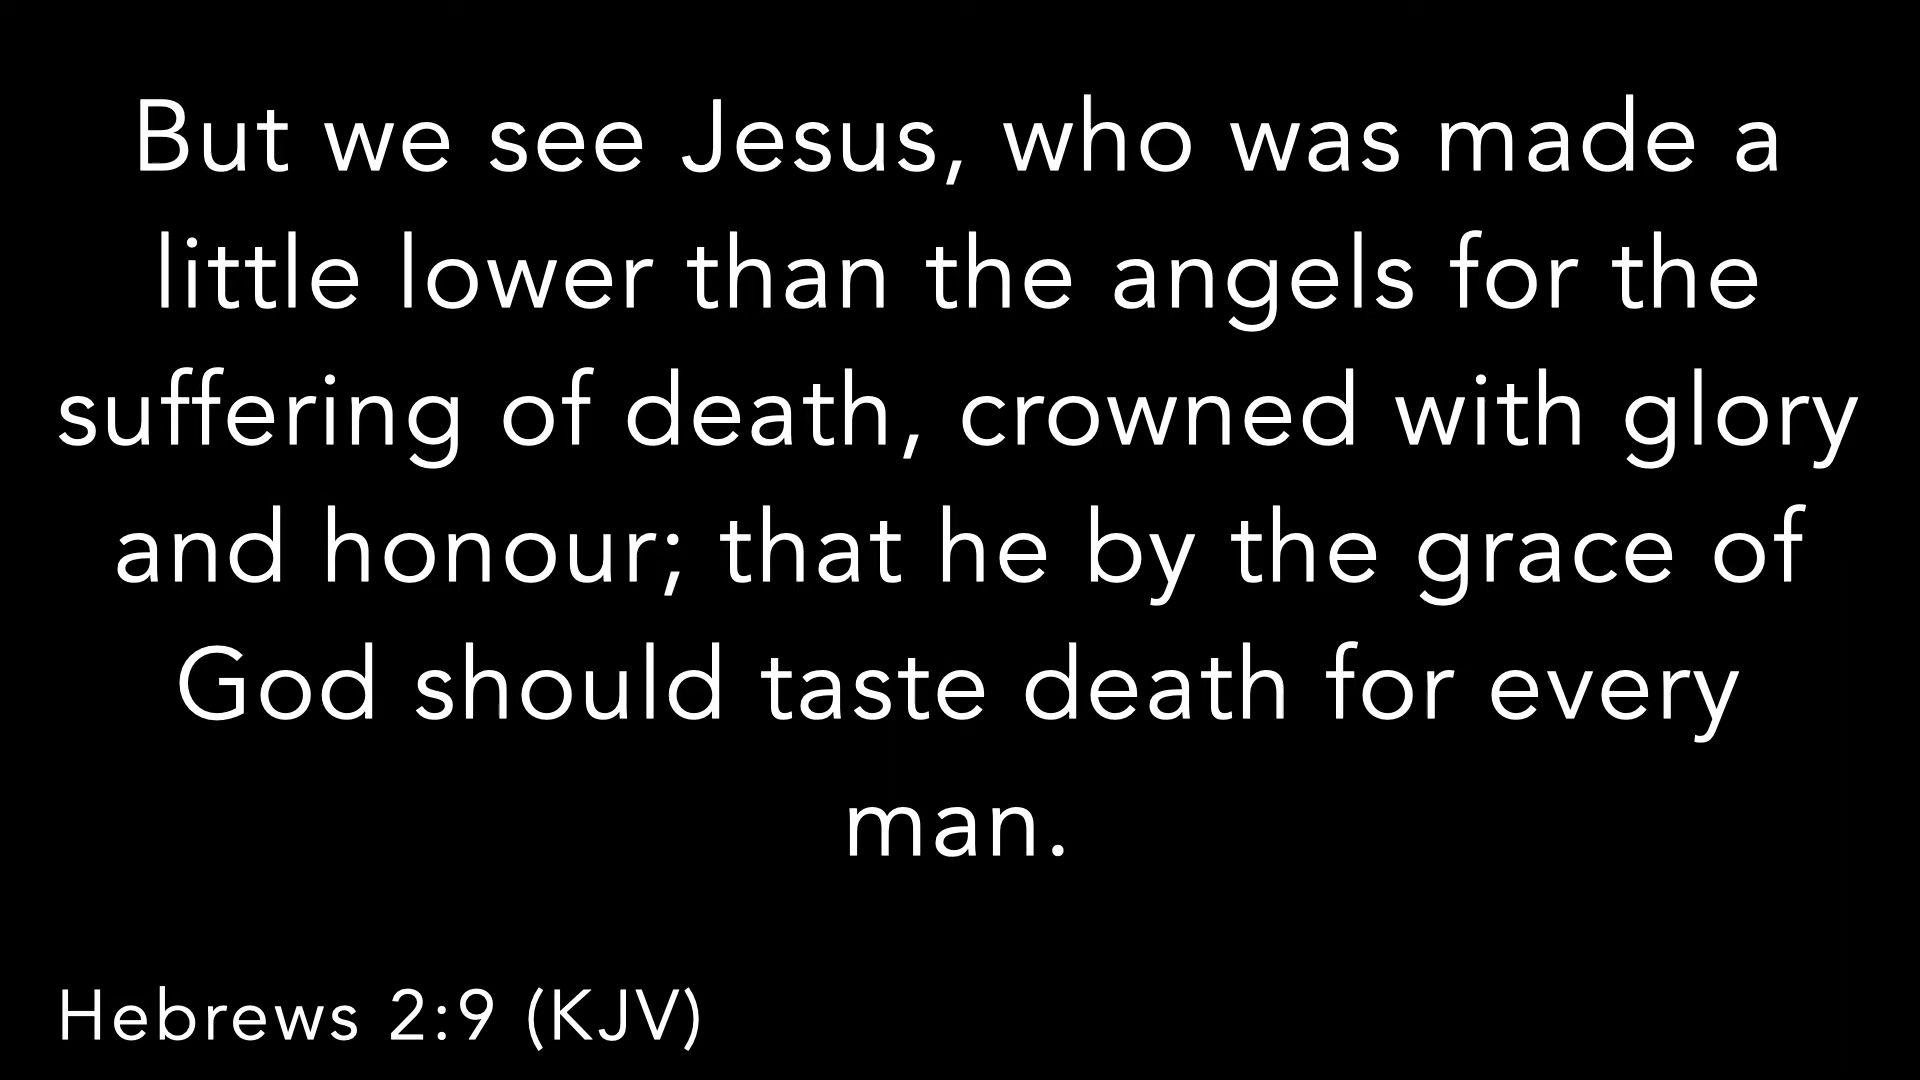 But we see Jesus, who was made a
little lower than the angels for the
suffering of death, crowned with glory
and honour; that he by the grace of
God should taste death for every
man.
Hebrews 2:9 (KJV)